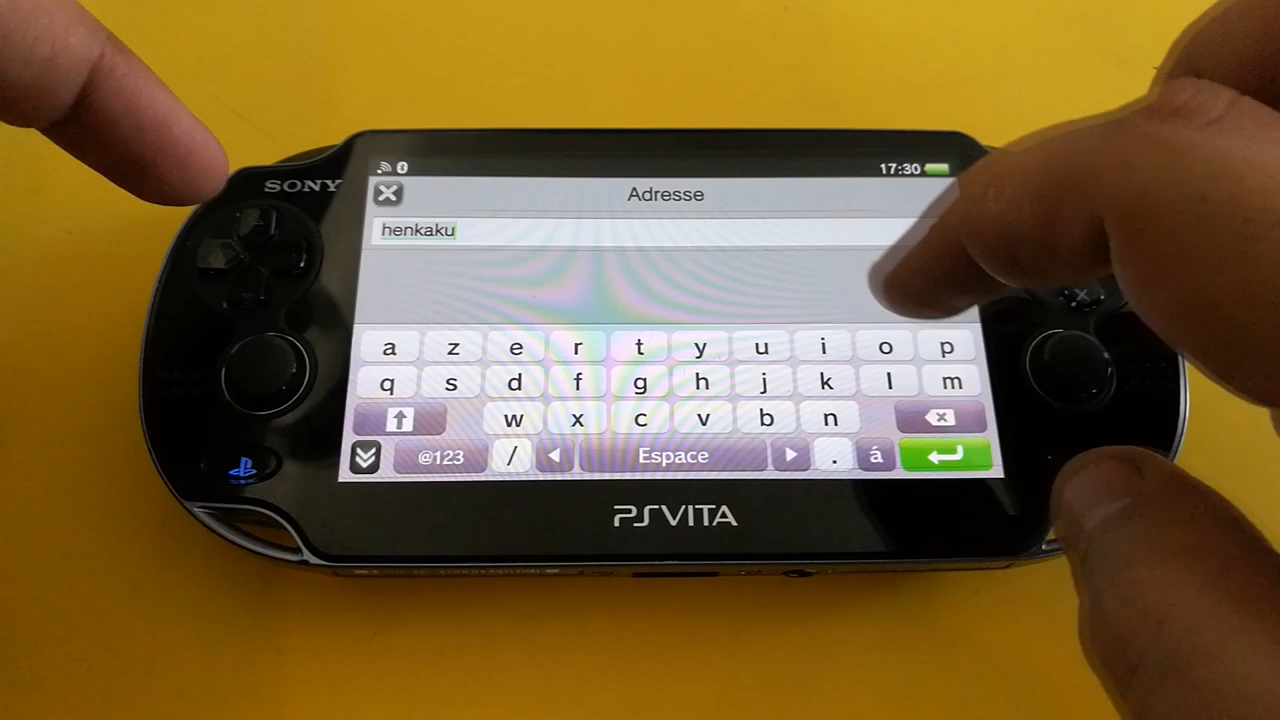 SONY
17:30
Adresse
henkaku
a z e r t y u i o p
q s d f g h j k l m
w x c v b n
@123 / Espace . á
PSVITA